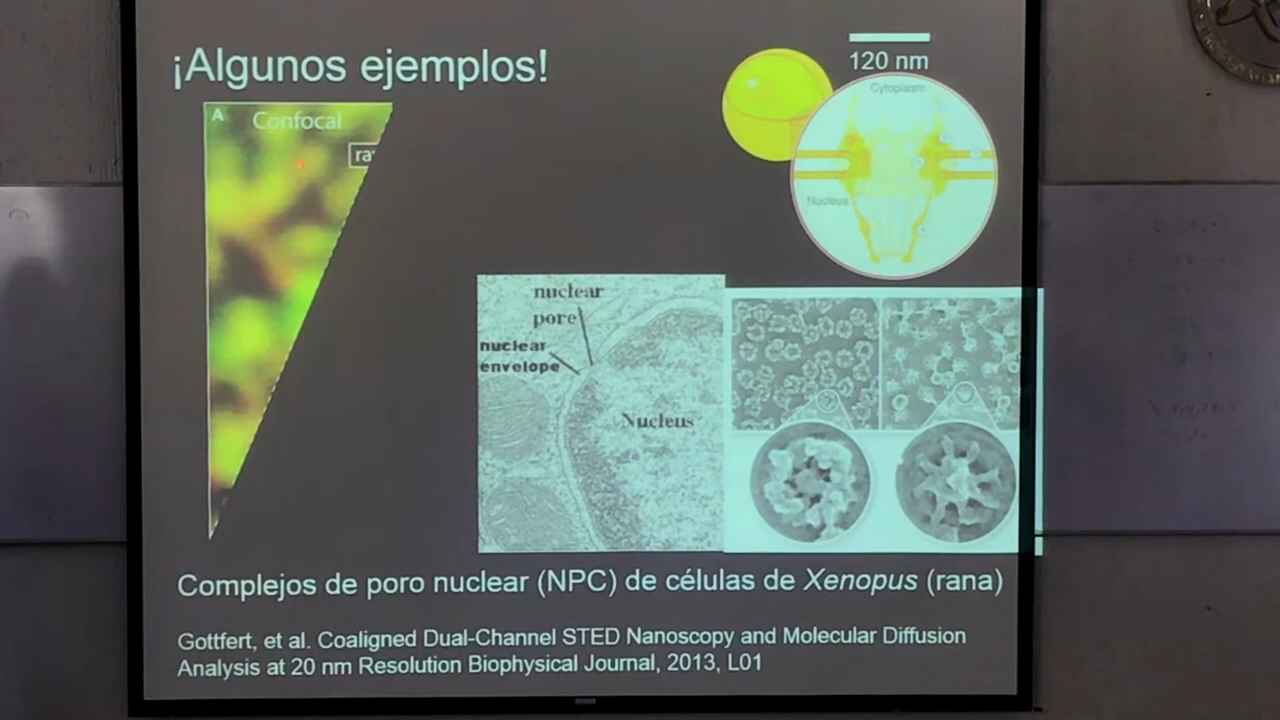 ¡Algunos ejemplos!
A
Confocal
120 nm
Cytoplasm
Nucleus
nuclear
pore
nuclear
envelope
Nucleus
Complejos de poro nuclear (NPC) de células de Xenopus (rana)
Gottfert, et al. Coaligned Dual-Channel STED Nanoscopy and Molecular Diffusion
Analysis at 20 nm Resolution Biophysical Journal, 2013, L01